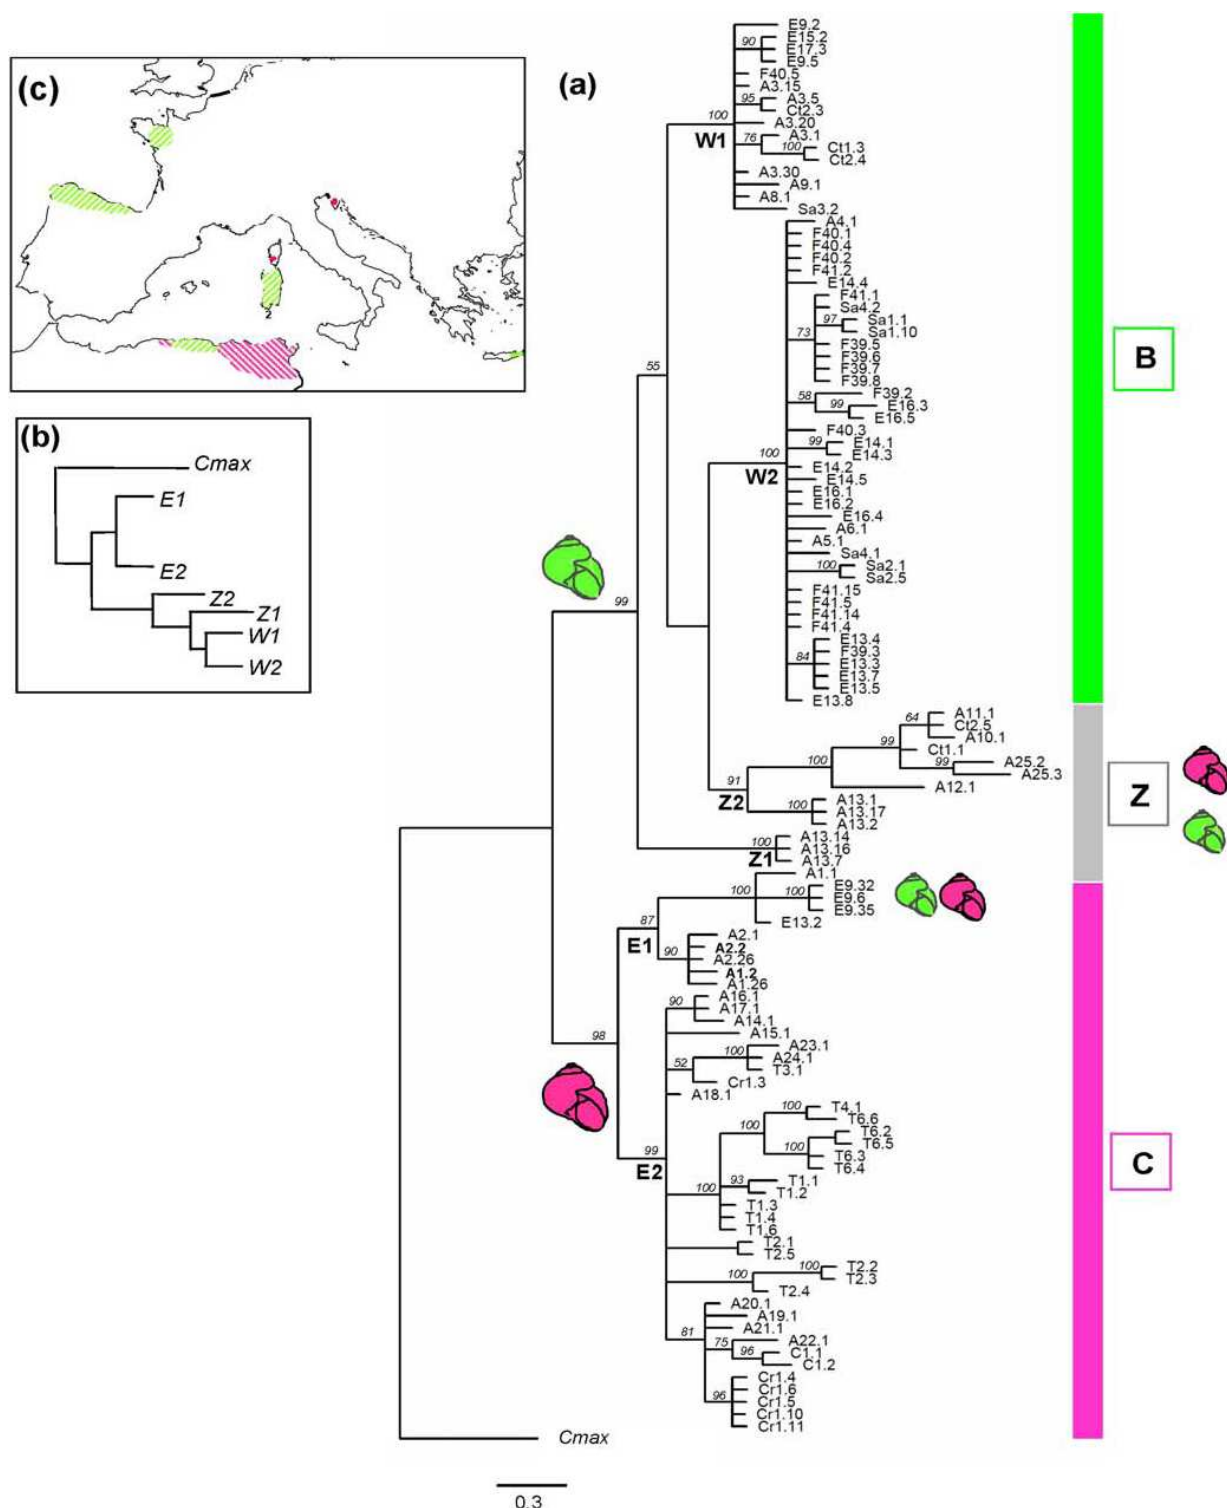 (c)
2
(b)
Cmax
E1
E2
Z2
Z1
W1
W2
(a)
E9.2
90
E15.2
E17.3
E9.5
F40.5
A3.15
95
A3.5
Ct2.3
100
A3.20
W1
76
A3.1
100
Ct1.3
Ct2.4
A3.30
A9.1
A8.1
Sa3.2
A4.1
F40.1
F40.4
F40.2
F41.2
E14.4
F41.1
Sa4.2
97
Sa1.1
Sa1.10
73
F39.5
F39.6
F39.7
F39.8
55
58
F39.2
99
E16.3
E16.5
F40.3
99
E14.1
E14.3
100
W2
E14.2
E14.5
E16.1
E16.2
E16.4
A6.1
A5.1
Sa4.1
100
Sa2.1
Sa2.5
F41.15
F41.5
F41.14
F41.4
99
84
E13.4
F39.3
E13.3
E13.7
E13.5
E13.8
B
64
A11.1
Ct2.5
A10.1
99
Ct1.1
99
A25.2
A25.3
100
A12.1
91
Z2
100
A13.1
A13.17
A13.2
100
Z1
A13.14
A13.16
A13.7
Z
A1.1
100
100
E9.32
E9.6
E9.35
E13.2
87
E1
90
A2.1
A2.2
A2.26
A1.2
A1.26
98
90
A16.1
A17.1
A14.1
A15.1
100
A23.1
A24.1
T3.1
52
Cr1.3
A18.1
99
E2
100
T4.1
T6.6
100
100
T6.2
T6.5
T6.3
T6.4
100
93
T1.1
T1.2
T1.3
T1.4
T1.6
T2.1
T2.5
100
100
T2.2
T2.3
T2.4
C
81
A20.1
A19.1
A21.1
75
A22.1
96
C1.1
C1.2
96
Cr1.4
Cr1.6
Cr1.5
Cr1.10
Cr1.11
Cmax
0.3